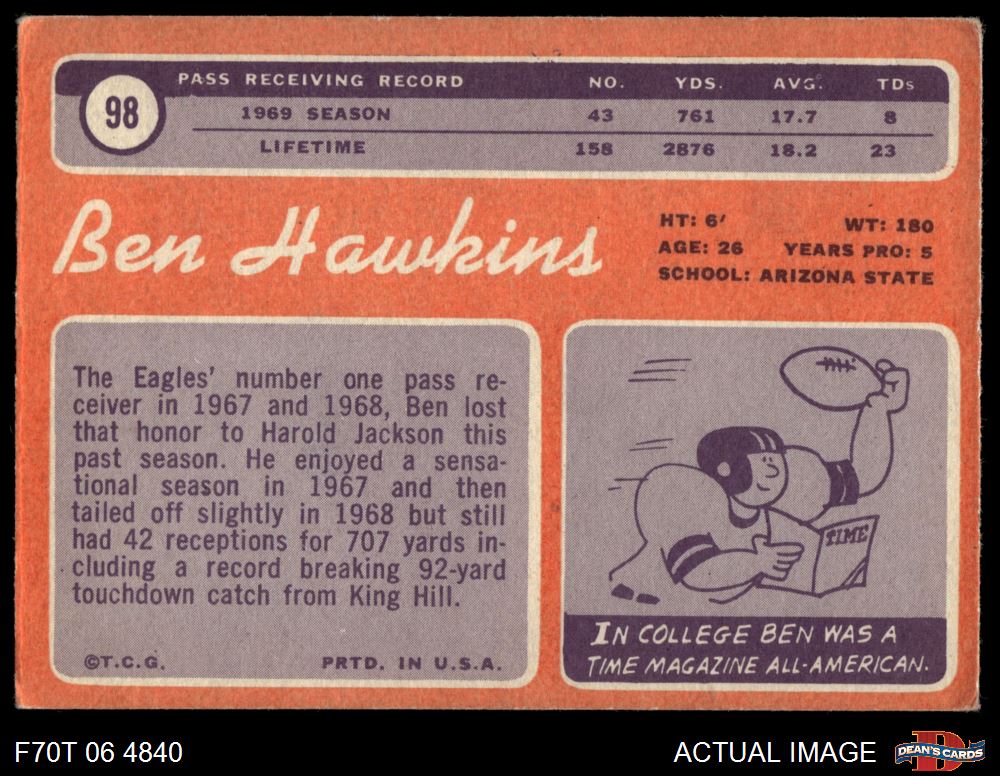 98
PASS RECEIVING RECORD NO. YDS. AVG. TDs
1969 SEASON 43 761 17.7 8
LIFETIME 158 2876 18.2 23
Ben Hawkins
HT: 6' WT: 180
AGE: 26 YEARS PRO: 5
SCHOOL: ARIZONA STATE
The Eagles' number one pass re-
ceiver in 1967 and 1968, Ben lost
that honor to Harold Jackson this
past season. He enjoyed a sensa-
tional season in 1967 and then
tailed off slightly in 1968 but still
had 42 receptions for 707 yards in-
cluding a record breaking 92-yard
touchdown catch from King Hill.
©T.C.G. PRTD. IN U.S.A.
TIME
IN COLLEGE BEN WAS A
TIME MAGAZINE ALL-AMERICAN.
F70T 06 4840
ACTUAL IMAGE
DEAN'S CARDS